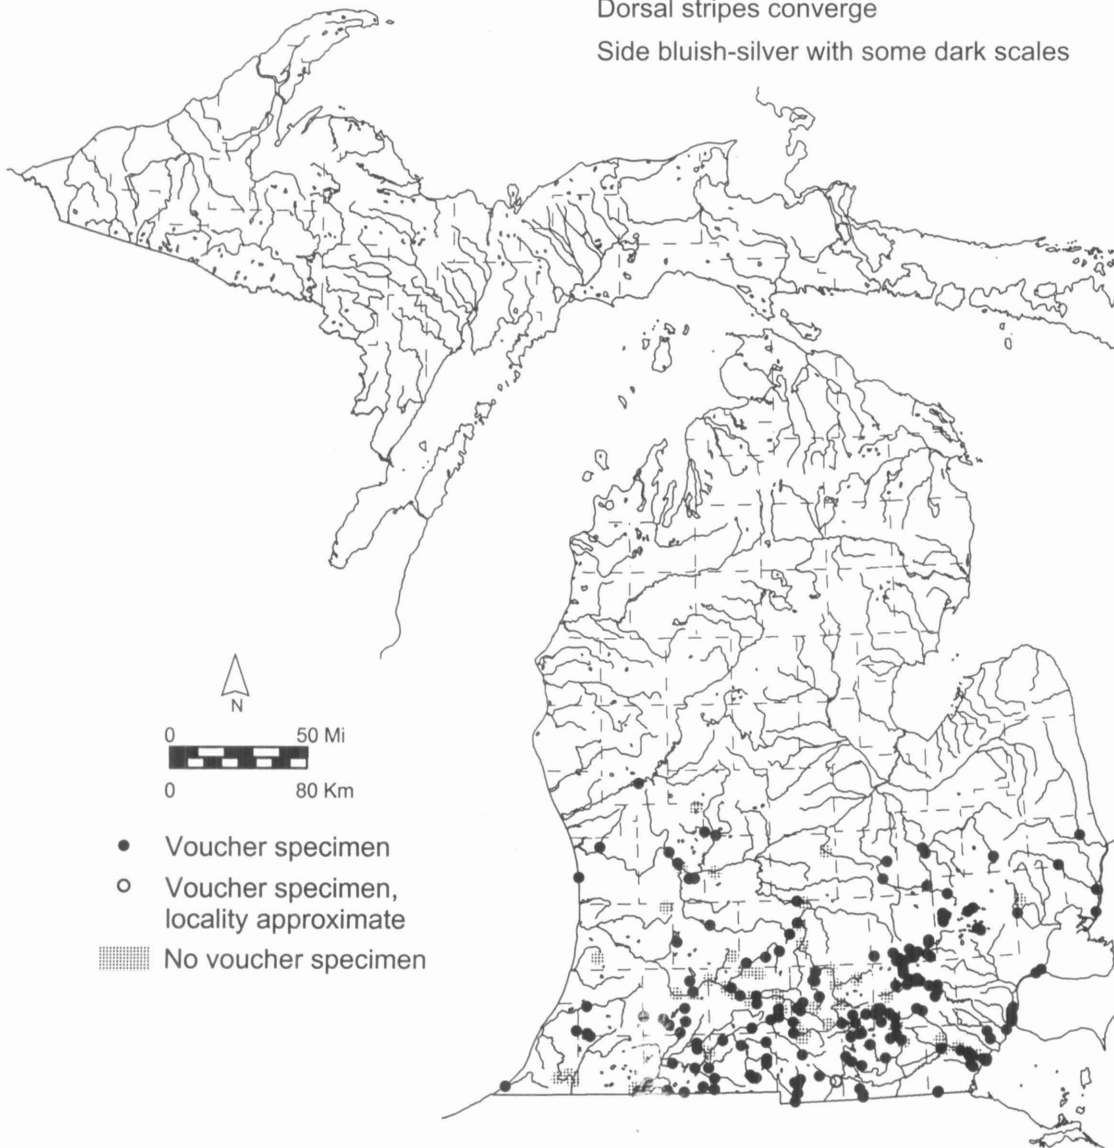 Dorsal stripes converge
Side bluish-silver with some dark scales
N
0 50 Mi
0 80 Km
Voucher specimen
Voucher specimen,
locality approximate
No voucher specimen